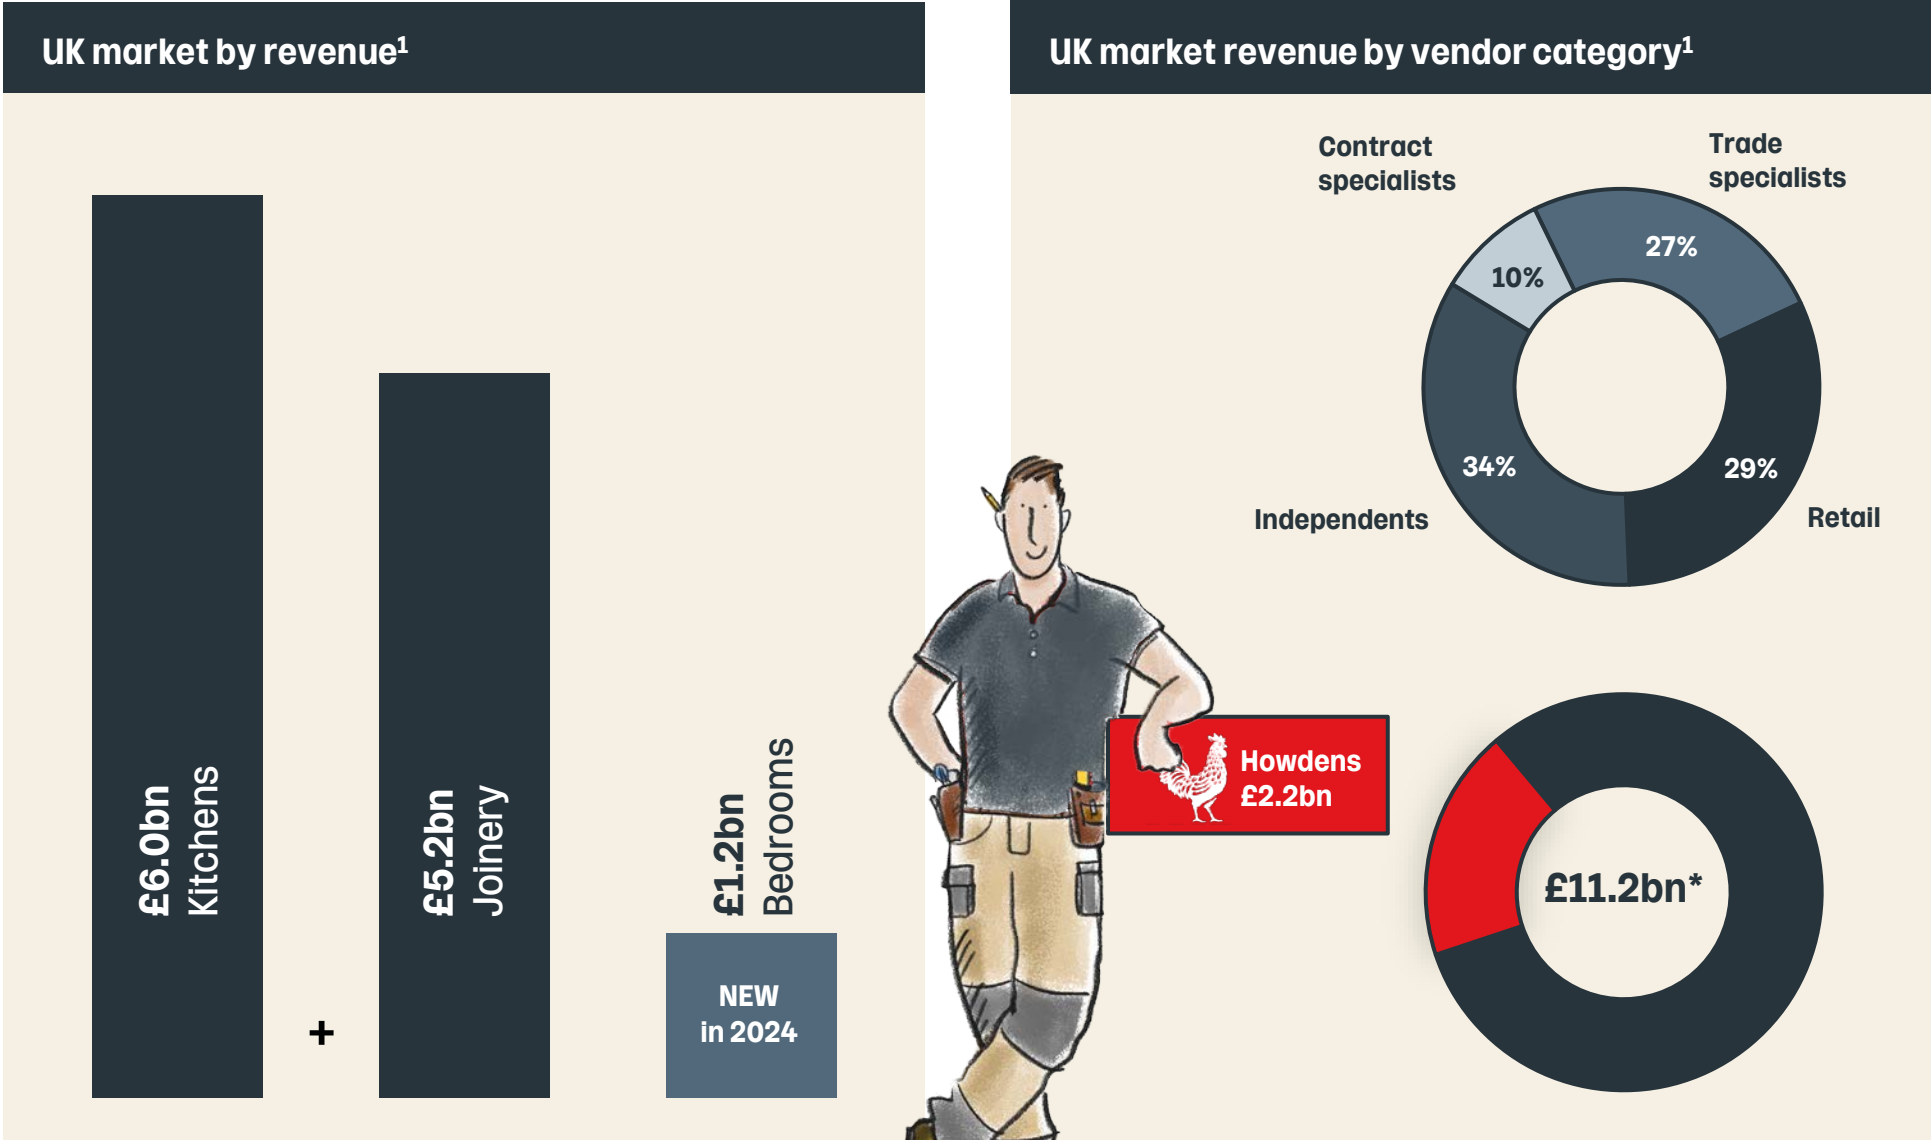 UK market by revenue¹
£6.0bn
Kitchens
+
£5.2bn
Joinery
£1.2bn
Bedrooms
NEW
in 2024
UK market revenue by vendor category¹
Contract
specialists
Trade
specialists
27%
10%
34%
29%
Independents
Retail
Howdens
£2.2bn
£11.2bn*